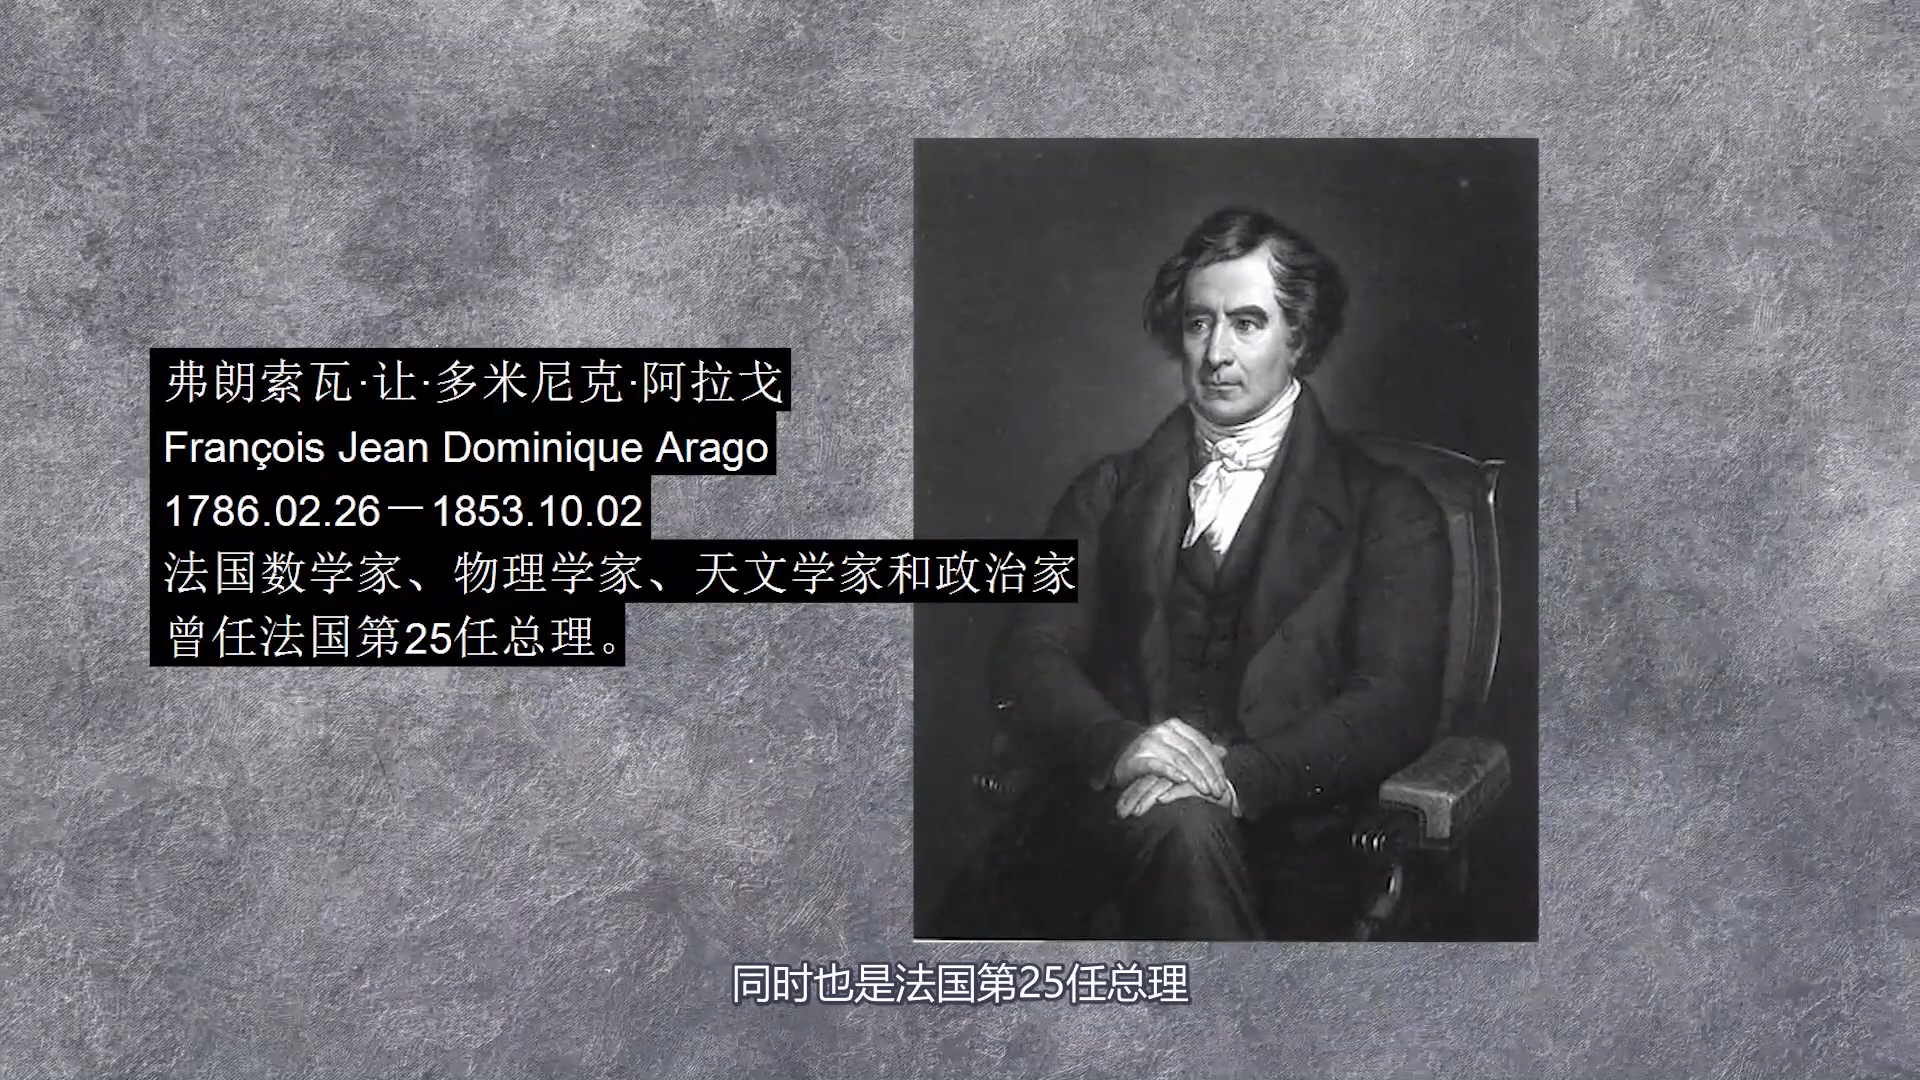 弗朗索瓦·让·多米尼克·阿拉戈
François Jean Dominique Arago
1786.02.26－1853.10.02
法国数学家、物理学家、天文学家和政治家
曾任法国第25任总理。
同时也是法国第25任总理